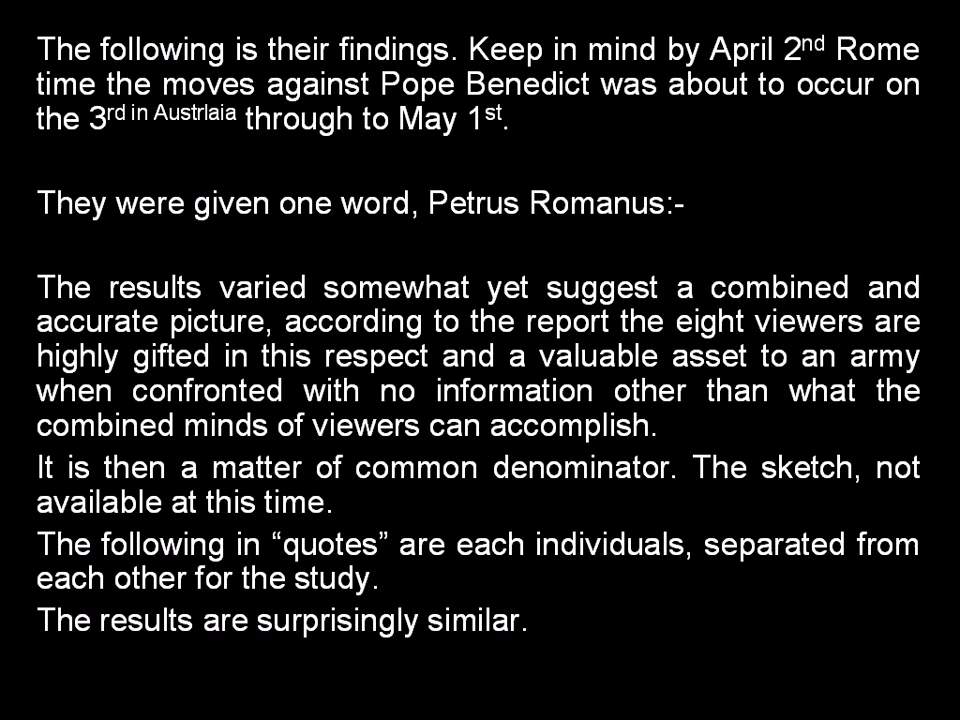 The following is their findings. Keep in mind by April 2nd Rome
time the moves against Pope Benedict was about to occur on
the 3rd in Austrlaia through to May 1st.
They were given one word, Petrus Romanus:-
The results varied somewhat yet suggest a combined and
accurate picture, according to the report the eight viewers are
highly gifted in this respect and a valuable asset to an army
when confronted with no information other than what the
combined minds of viewers can accomplish.
It is then a matter of common denominator. The sketch, not
available at this time.
The following in “quotes” are each individuals, separated from
each other for the study.
The results are surprisingly similar.